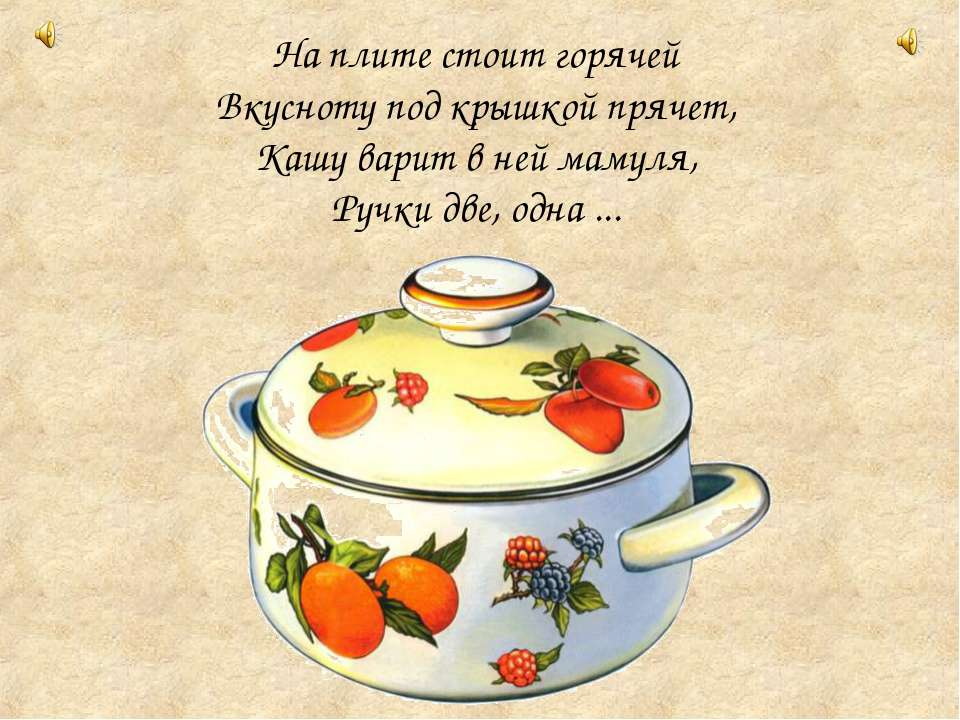 На плите стоит горячей
Вкусноту под крышкой прячет,
Кашу варит в ней мамуля,
Ручки две, одна ...